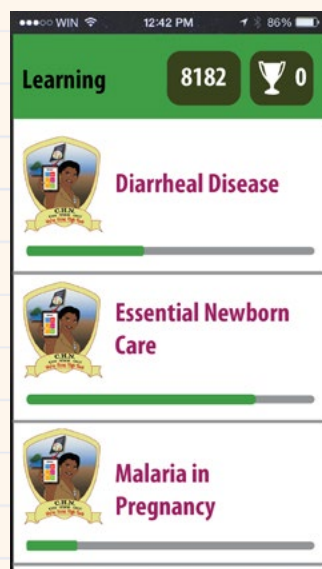 WIN 12:42 PM 86%
Learning 8182 0
Diarrheal Disease
C.H.N.
Essential Newborn
Care
C.H.N.
Malaria in
Pregnancy
C.H.N.